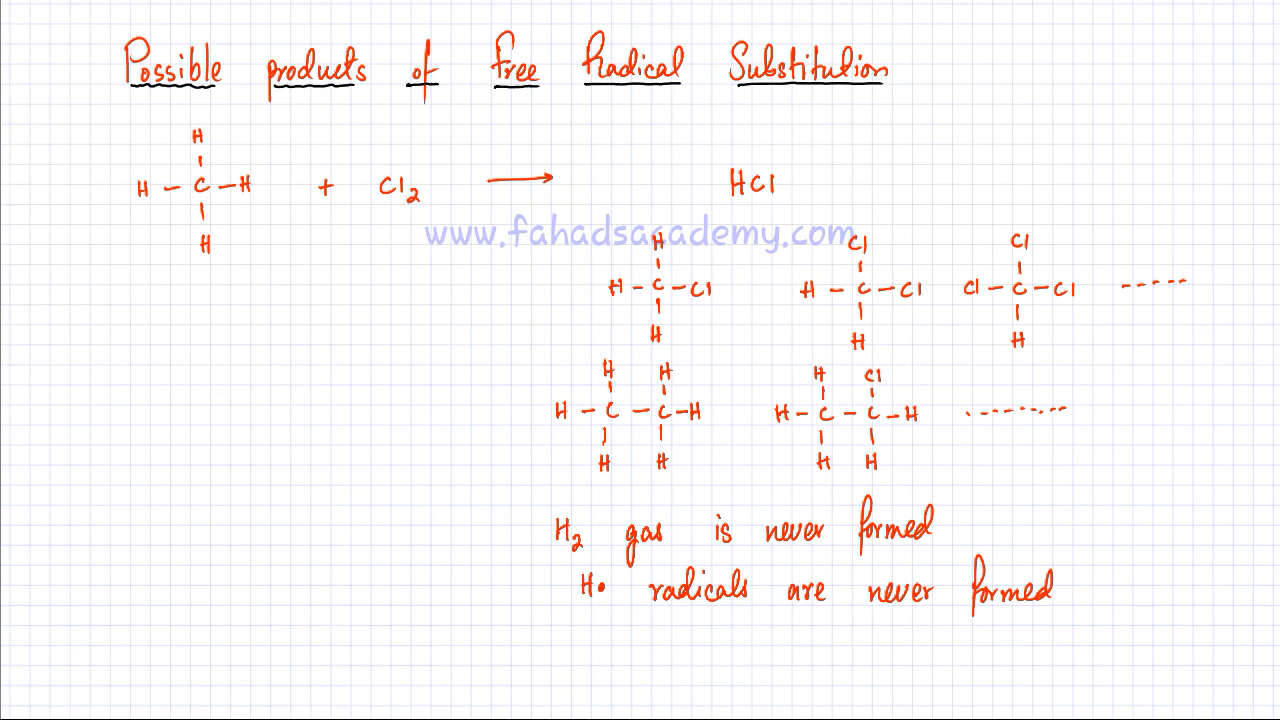 Possible products of Free Radical Substitution
H
H - C - H + Cl₂ ⟶ HCl
H
www.fahadsacademy.com
H Cl Cl
H - C - Cl H - C - Cl Cl - C - Cl ------
H H H
H H H Cl
H - C - C - H H - C - C - H --------
H H H H
H₂ gas is never formed
H• radicals are never formed